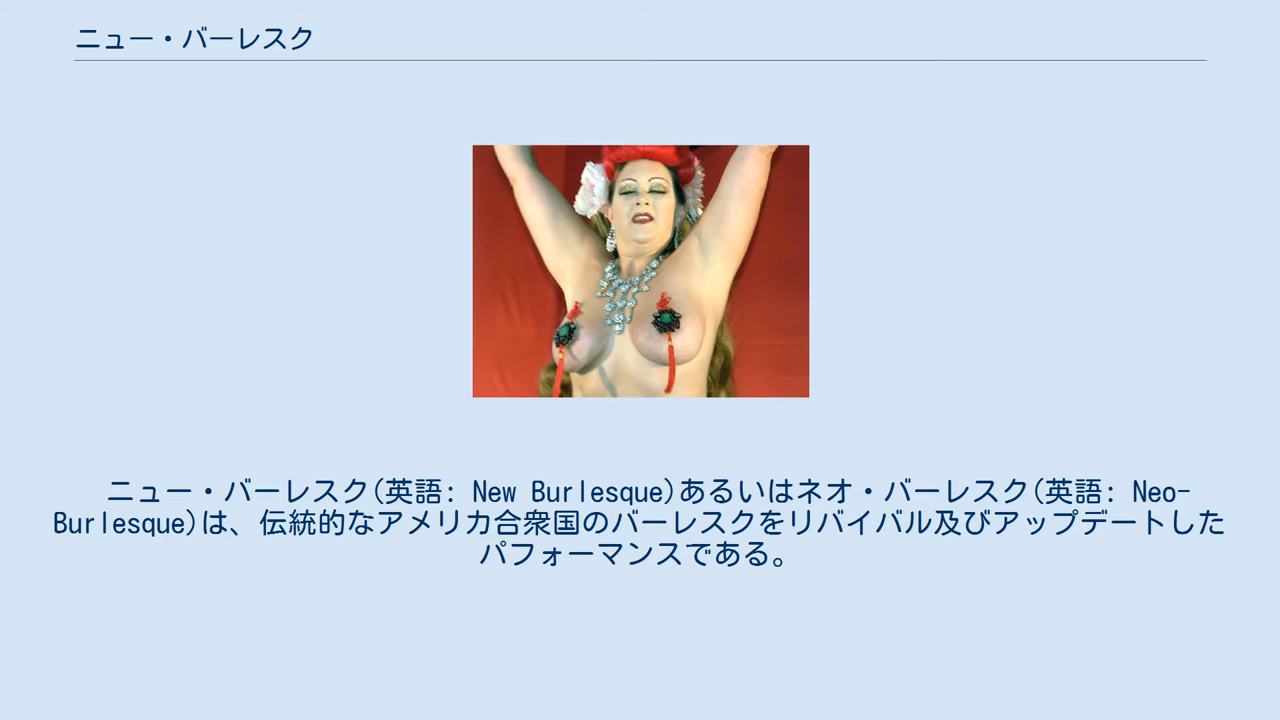 ニュー・バーレスク
ニュー・バーレスク(英語: New Burlesque)あるいはネオ・バーレスク(英語: Neo-
Burlesque)は、伝統的なアメリカ合衆国のバーレスクをリバイバル及びアップデートした
パフォーマンスである。